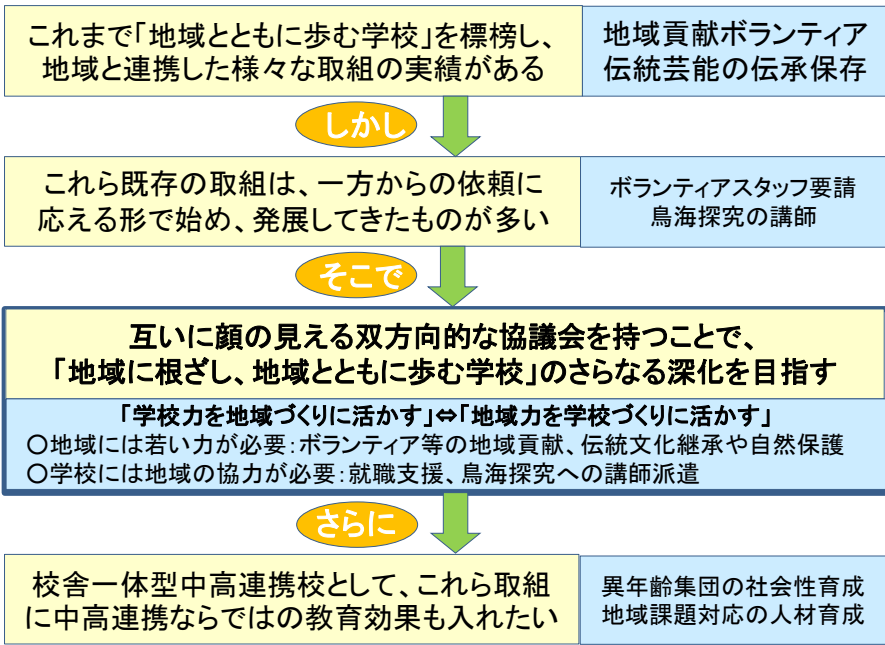 これまで「地域とともに歩む学校」を標榜し、
地域と連携した様々な取組の実績がある
地域貢献ボランティア
伝統芸能の伝承保存
しかし
これら既存の取組は、一方からの依頼に
応える形で始め、発展してきたものが多い
ボランティアスタッフ要請
鳥海探究の講師
そこで
互いに顔の見える双方向的な協議会を持つことで、
「地域に根ざし、地域とともに歩む学校」のさらなる深化を目指す
「学校力を地域づくりに活かす」⇔「地域力を学校づくりに活かす」
〇地域には若い力が必要:ボランティア等の地域貢献、伝統文化継承や自然保護
〇学校には地域の協力が必要:就職支援、鳥海探究への講師派遣
さらに
校舎一体型中高連携校として、これら取組
に中高連携ならではの教育効果も入れたい
異年齢集団の社会性育成
地域課題対応の人材育成